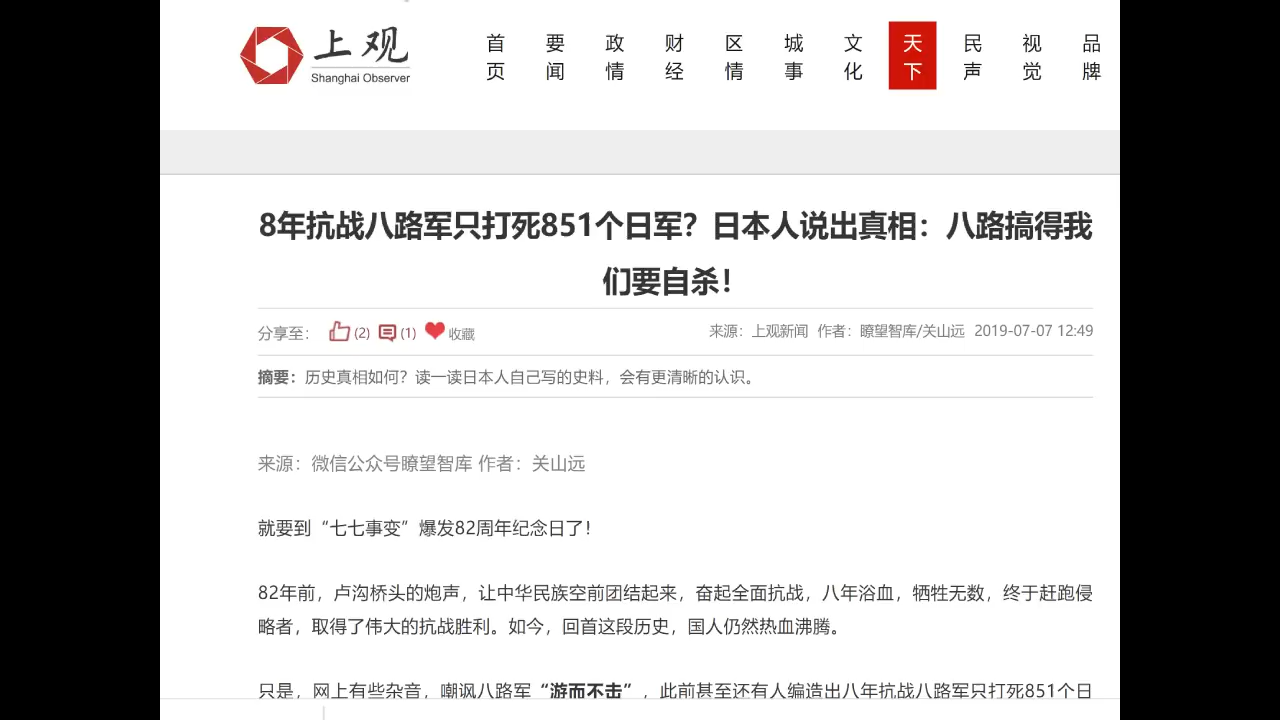 上观
Shanghai Observer
首页 要闻 政情 财经 区情 城事 文化 天下 民声 视觉 品牌
8年抗战八路军只打死851个日军？日本人说出真相：八路搞得我
们要自杀！
分享至： (2) (1) 收藏 来源：上观新闻 作者：瞭望智库/关山远 2019-07-07 12:49
摘要：历史真相如何？读一读日本人自己写的史料，会有更清晰的认识。
来源：微信公众号瞭望智库 作者：关山远
就要到“七七事变”爆发82周年纪念日了！
82年前，卢沟桥头的炮声，让中华民族空前团结起来，奋起全面抗战，八年浴血，牺牲无数，终于赶跑侵
略者，取得了伟大的抗战胜利。如今，回首这段历史，国人仍然热血沸腾。
只是，网上有些杂音，嘲讽八路军“游而不击”，此前甚至还有人编造出八年抗战八路军只打死851个日